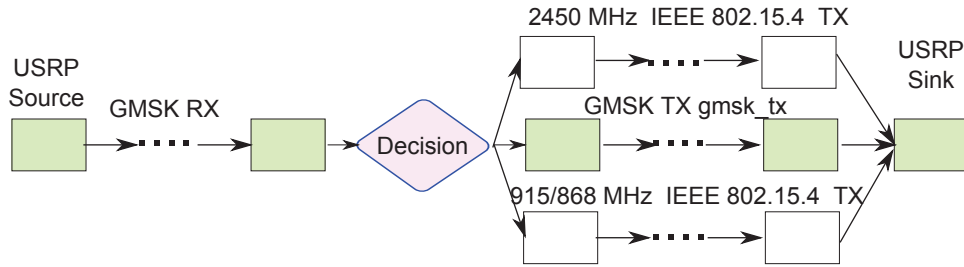 2450 MHz IEEE 802.15.4 TX
USRP
Source
USRP
Sink
GMSK RX
GMSK TX gmsk_tx
Decision
915/868 MHz IEEE 802.15.4 TX